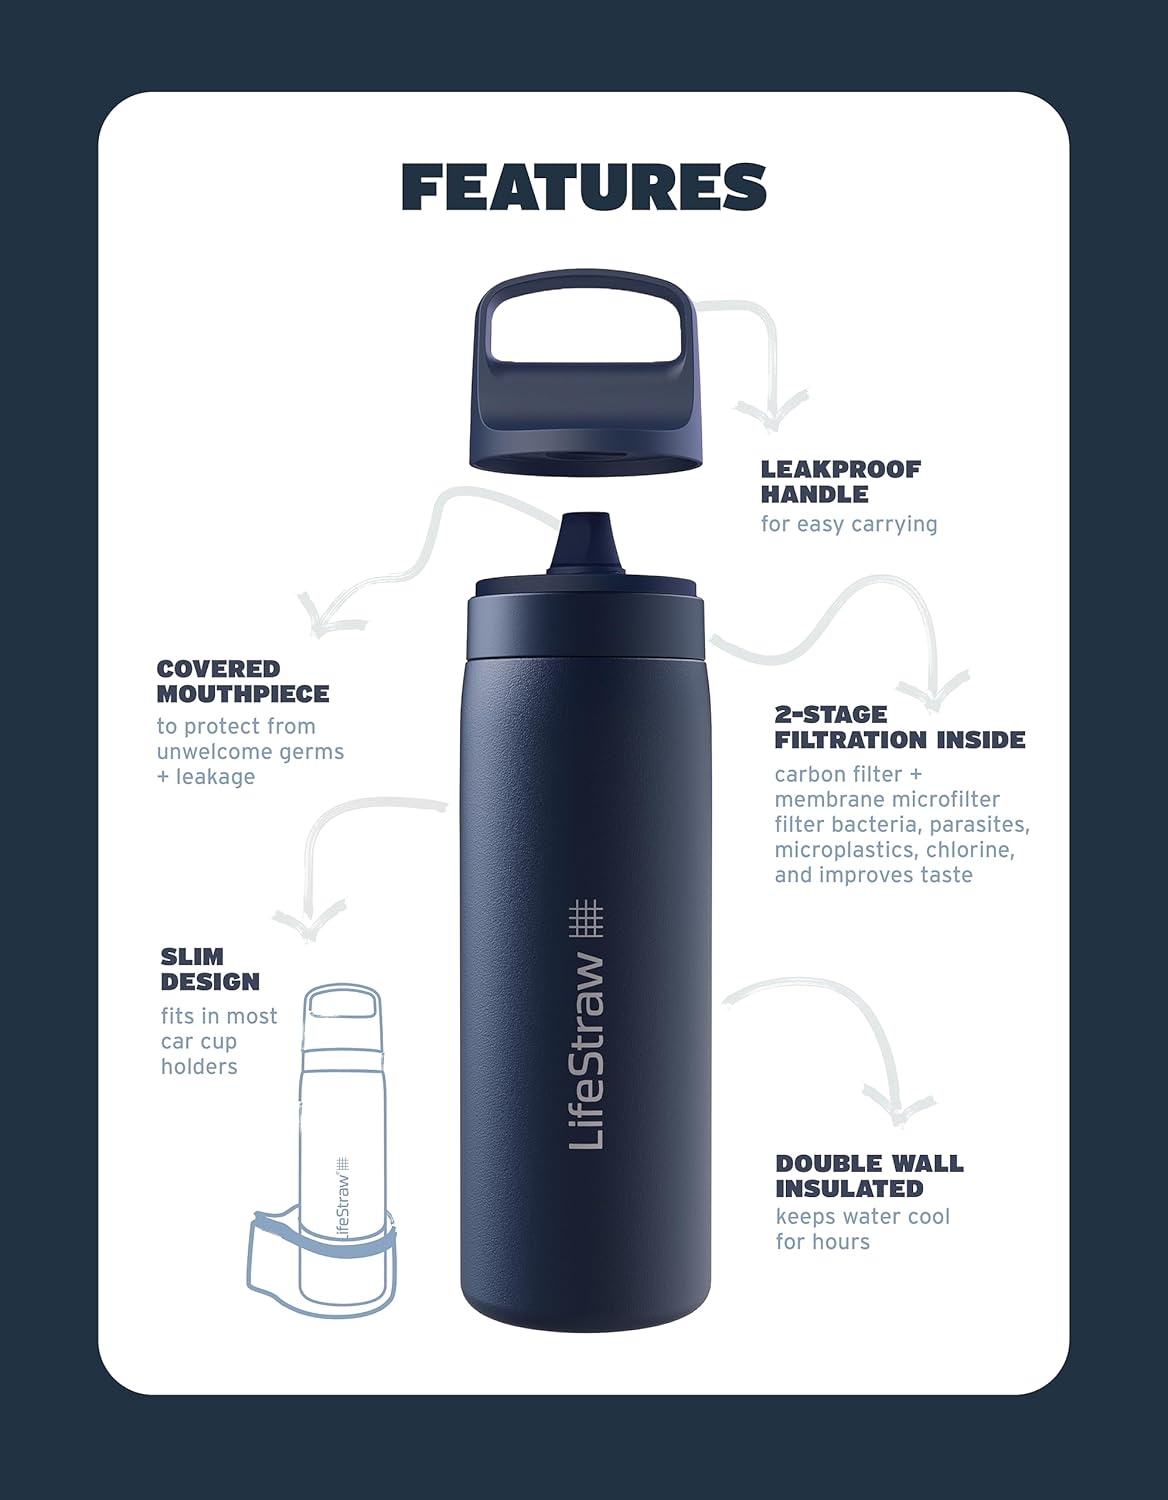 FEATURES
LEAKPROOF
HANDLE
for easy carrying
COVERED
MOUTHPIECE
to protect from
unwelcome germs
+ leakage
2-STAGE
FILTRATION INSIDE
carbon filter +
membrane microfilter
filter bacteria, parasites,
microplastics, chlorine,
and improves taste
SLIM
DESIGN
fits in most
car cup
holders
LifeStraw
LifeStraw®
DOUBLE WALL
INSULATED
keeps water cool
for hours